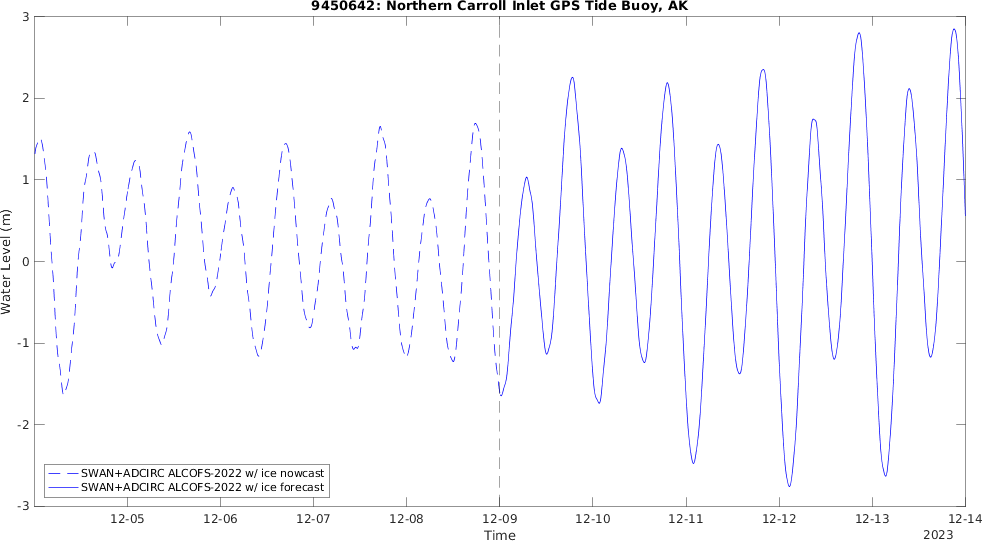 9450642: Northern Carroll Inlet GPS Tide Buoy, AK
3
2
1
0
-1
-2
-3
Water Level (m)
SWAN+ADCIRC ALCOFS-2022 w/ ice nowcast
SWAN+ADCIRC ALCOFS-2022 w/ ice forecast
12-05 12-06 12-07 12-08 12-09 12-10 12-11 12-12 12-13 12-14
Time
2023